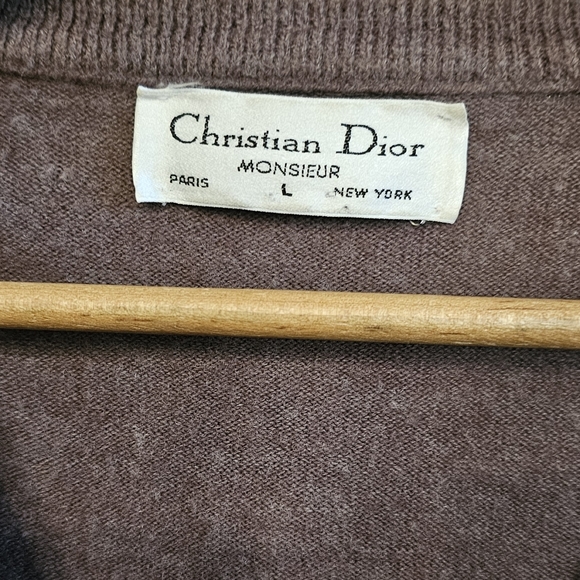 Christian Dior
MONSIEUR
PARIS L NEW YORK